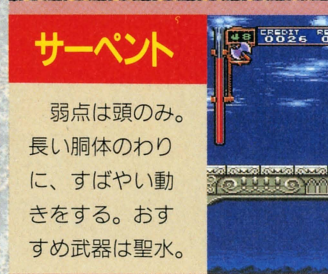 サーペント
弱点は頭のみ。
長い胴体のわり
に、すばやい動
きをする。おす
すめ武器は聖水。
48
CREDIT
0026